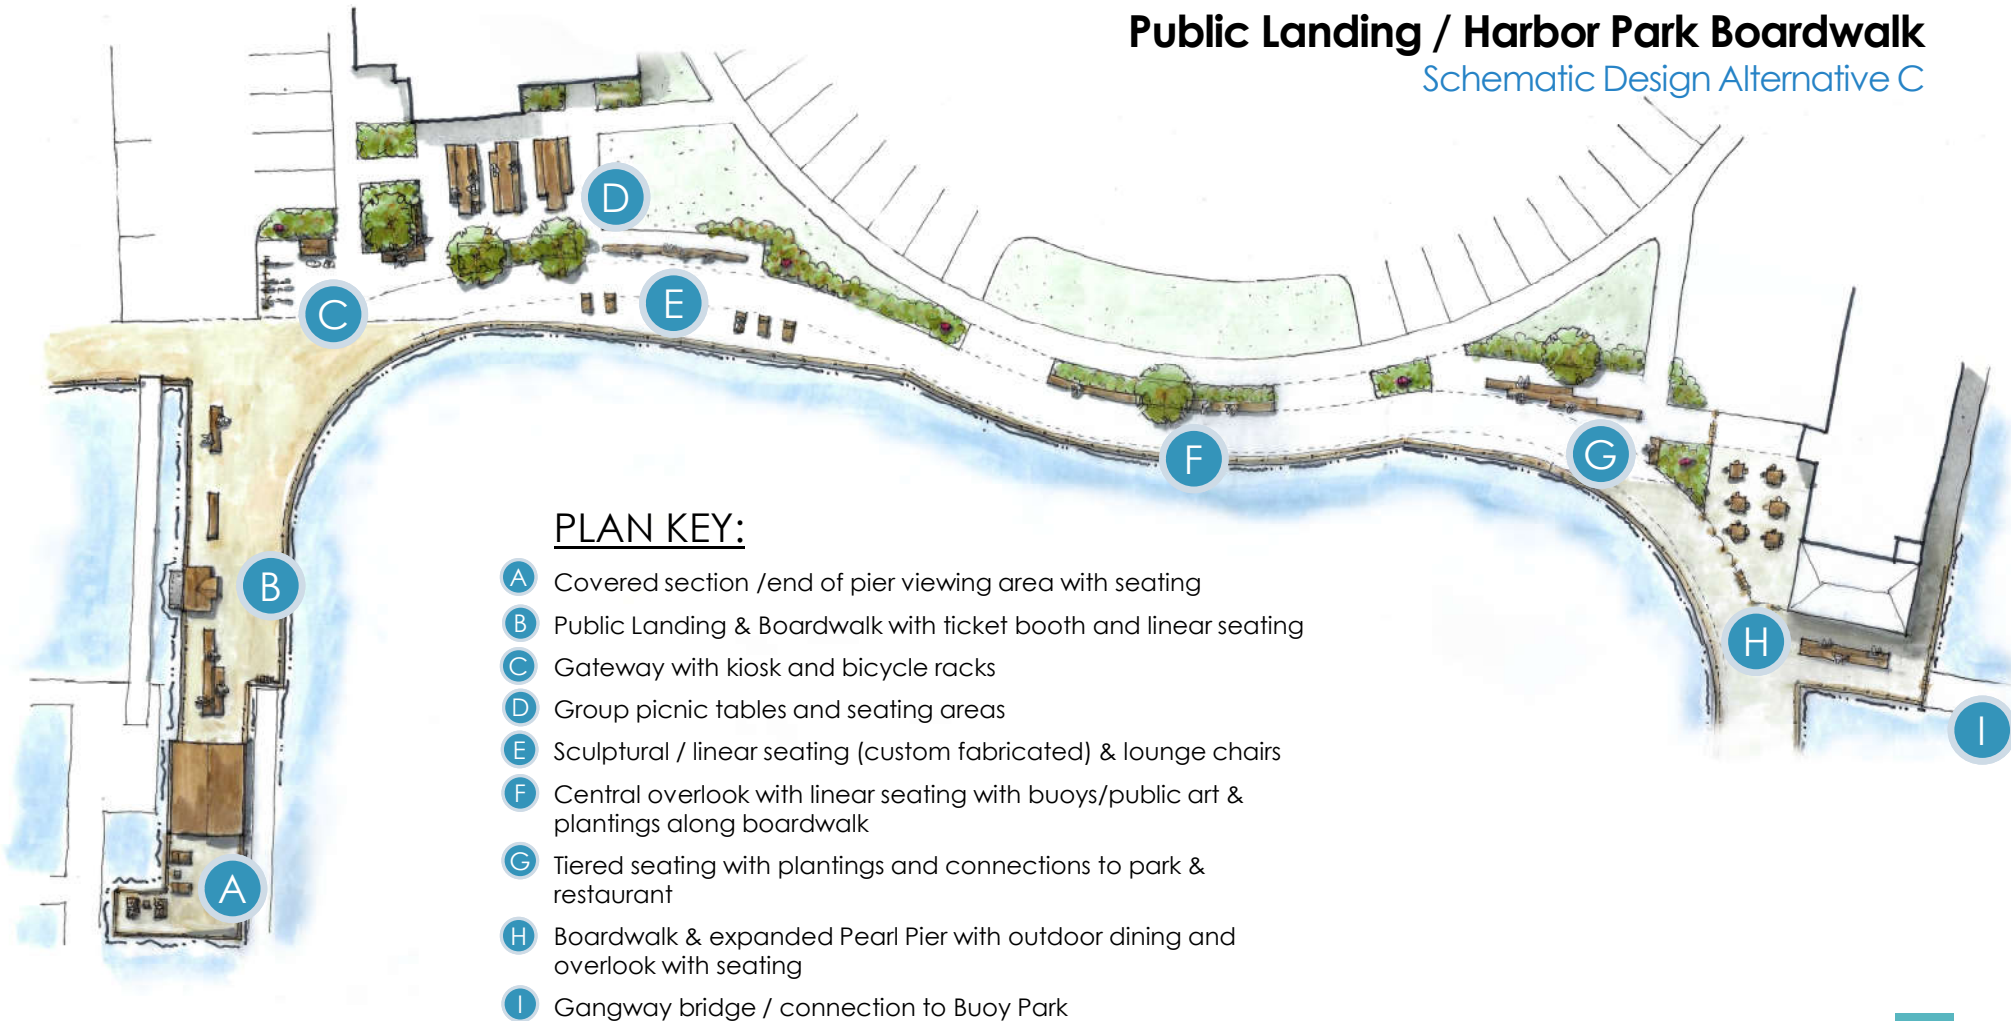 Public Landing / Harbor Park Boardwalk
Schematic Design Alternative C
D
E
C
F
G
B
H
I
A
PLAN KEY:
A Covered section /end of pier viewing area with seating
B Public Landing & Boardwalk with ticket booth and linear seating
C Gateway with kiosk and bicycle racks
D Group picnic tables and seating areas
E Sculptural / linear seating (custom fabricated) & lounge chairs
F Central overlook with linear seating with buoys/public art &
plantings along boardwalk
G Tiered seating with plantings and connections to park &
restaurant
H Boardwalk & expanded Pearl Pier with outdoor dining and
overlook with seating
I Gangway bridge / connection to Buoy Park